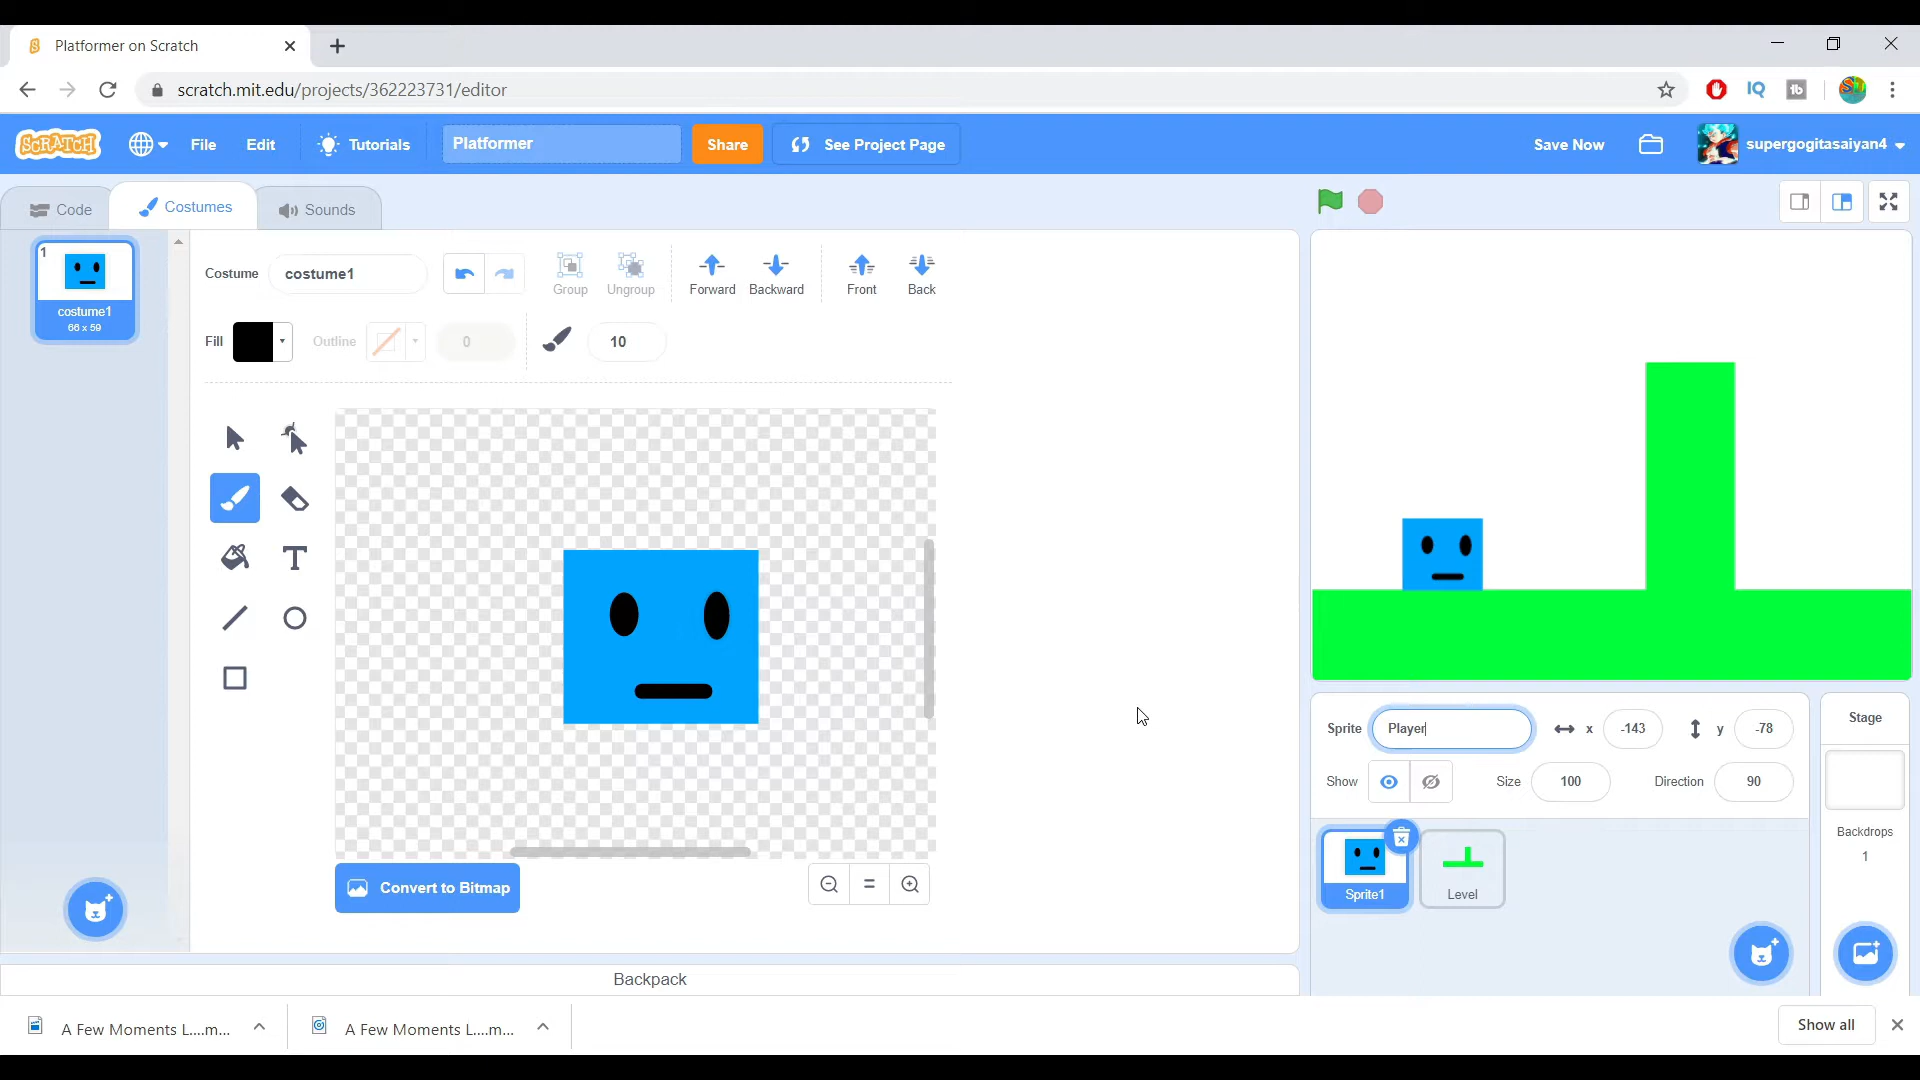 Platformer on Scratch
scratch.mit.edu/projects/362223731/editor
IQ
SCRATCH
File
Edit
Tutorials
Platformer
Share
See Project Page
Save Now
supergogitasaiyan4
Code
Costumes
Sounds
1
costume1
66 x 59
Costume
costume1
Group
Ungroup
Forward
Backward
Front
Back
Fill
Outline
0
10
Convert to Bitmap
Backpack
Sprite
Player
x
-143
y
-78
Show
Size
100
Direction
90
Sprite1
Level
Stage
Backdrops
1
A Few Moments L....m...
A Few Moments L....m...
Show all